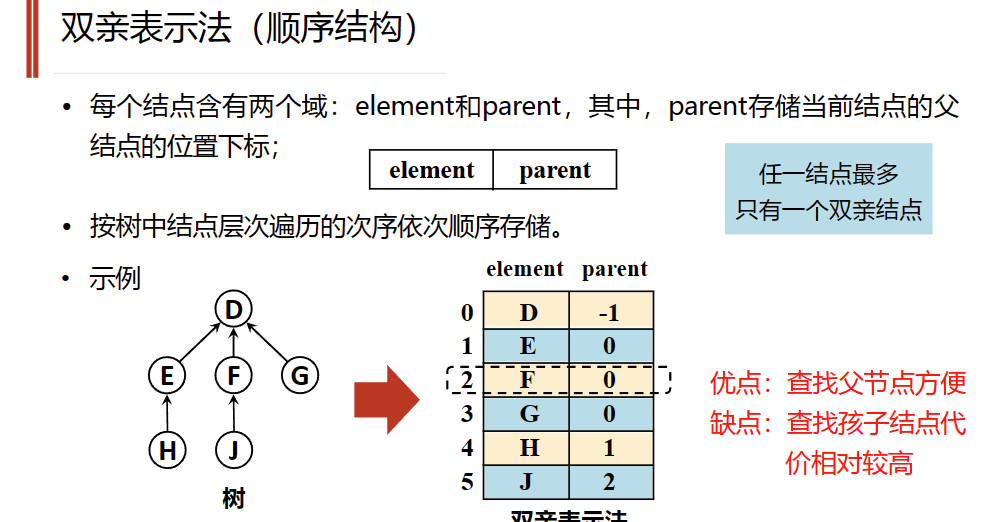 双亲表示法（顺序结构）
• 每个结点含有两个域：element和parent，其中，parent存储当前结点的父
结点的位置下标；
element parent
任一结点最多
只有一个双亲结点
• 按树中结点层次遍历的次序依次顺序存储。
• 示例
element parent
D
E F G
H J
树
0 D -1
1 E 0
2 F 0
3 G 0
4 H 1
5 J 2
双亲表示法
优点：查找父节点方便
缺点：查找孩子结点代
价相对较高